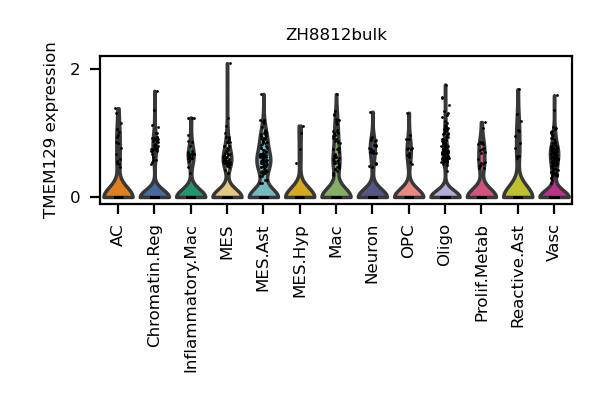 ZH8812bulk
TMEM129 expression
2
0
AC
Chromatin.Reg
Inflammatory.Mac
MES
MES.Ast
MES.Hyp
Mac
Neuron
OPC
Oligo
Prolif.Metab
Reactive.Ast
Vasc